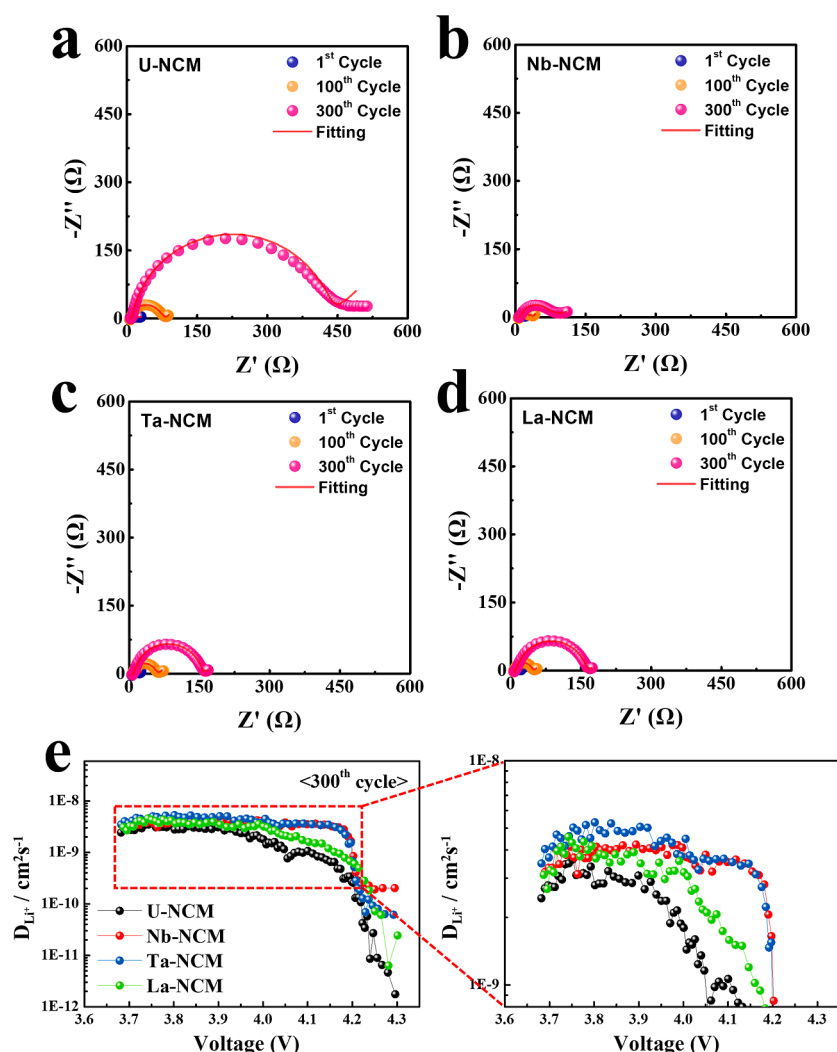 a
U-NCM
1st Cycle
100th Cycle
300th Cycle
Fitting
-Z'' (Ω)
600
450
300
150
0
0 150 300 450 600
Z' (Ω)
b
Nb-NCM
1st Cycle
100th Cycle
300th Cycle
Fitting
-Z'' (Ω)
600
450
300
150
0
0 150 300 450 600
Z' (Ω)
c
Ta-NCM
1st Cycle
100th Cycle
300th Cycle
Fitting
-Z'' (Ω)
600
450
300
150
0
0 150 300 450 600
Z' (Ω)
d
La-NCM
1st Cycle
100th Cycle
300th Cycle
Fitting
-Z'' (Ω)
600
450
300
150
0
0 150 300 450 600
Z' (Ω)
e
<300th cycle>
DLi+ / cm2s-1
1E-8
1E-9
1E-10
1E-11
1E-12
U-NCM
Nb-NCM
Ta-NCM
La-NCM
3.6 3.7 3.8 3.9 4.0 4.1 4.2 4.3
Voltage (V)
DLi+ / cm2s-1
1E-8
1E-9
3.6 3.7 3.8 3.9 4.0 4.1 4.2 4.3
Voltage (V)